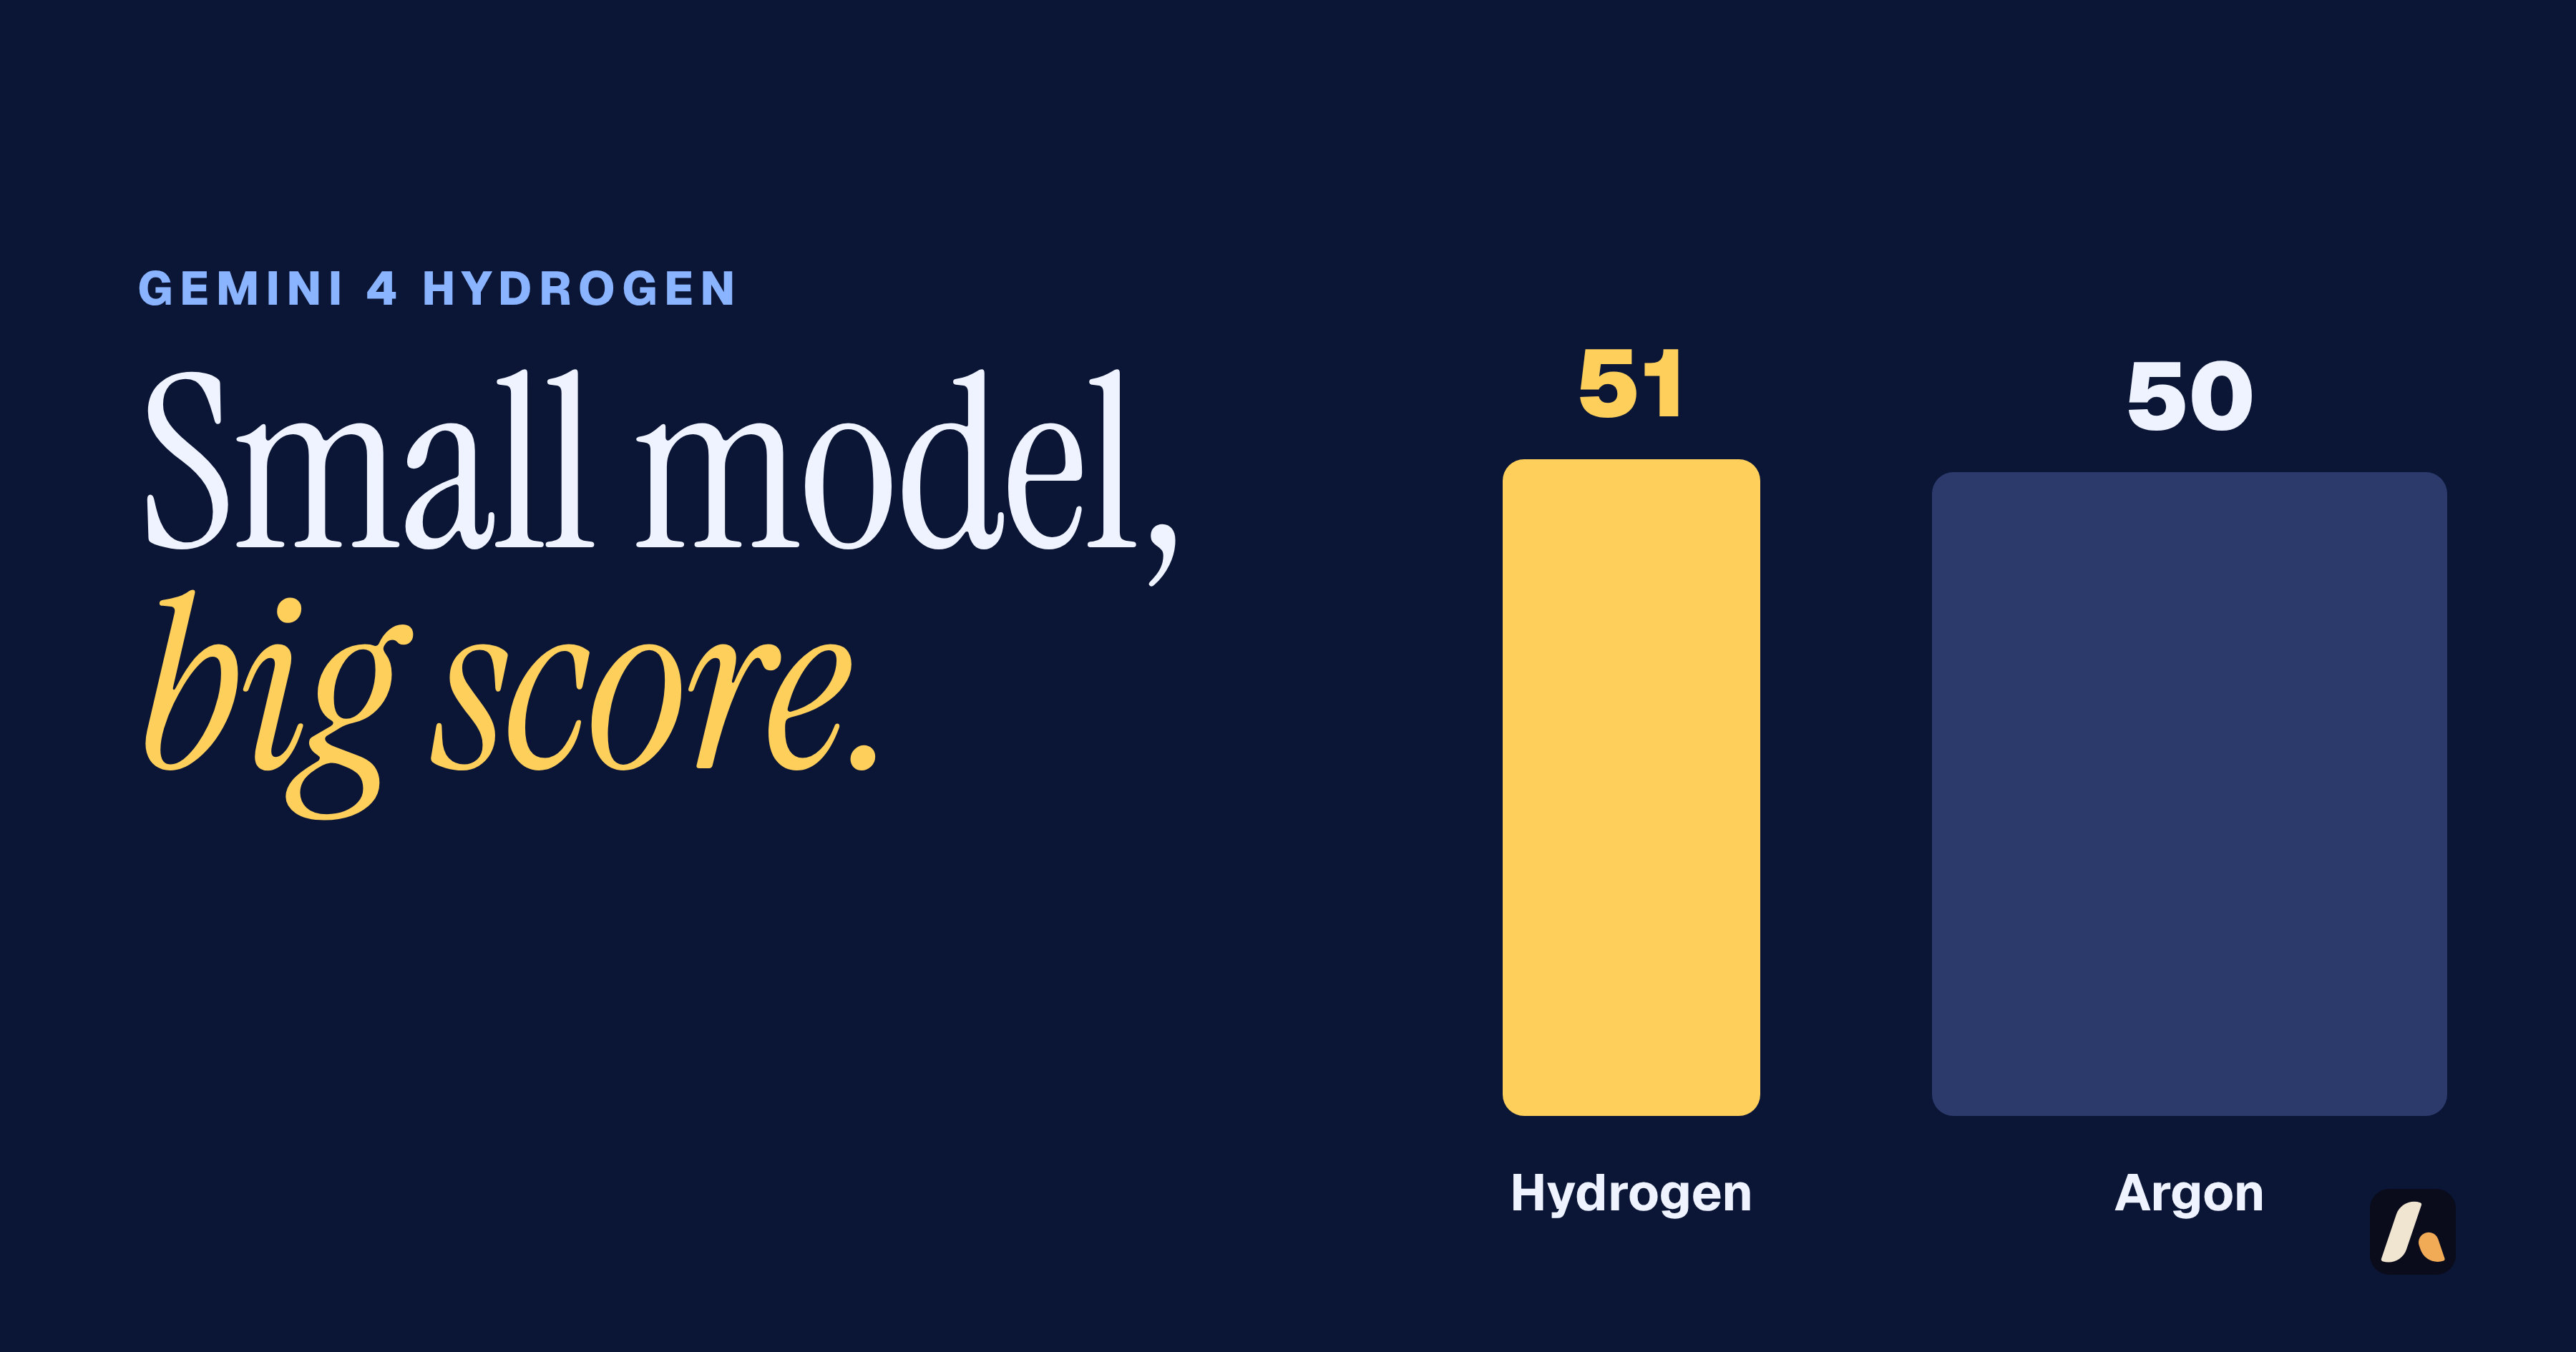 GEMINI 4 HYDROGEN
Small model,
big score.
51
50
Hydrogen
Argon